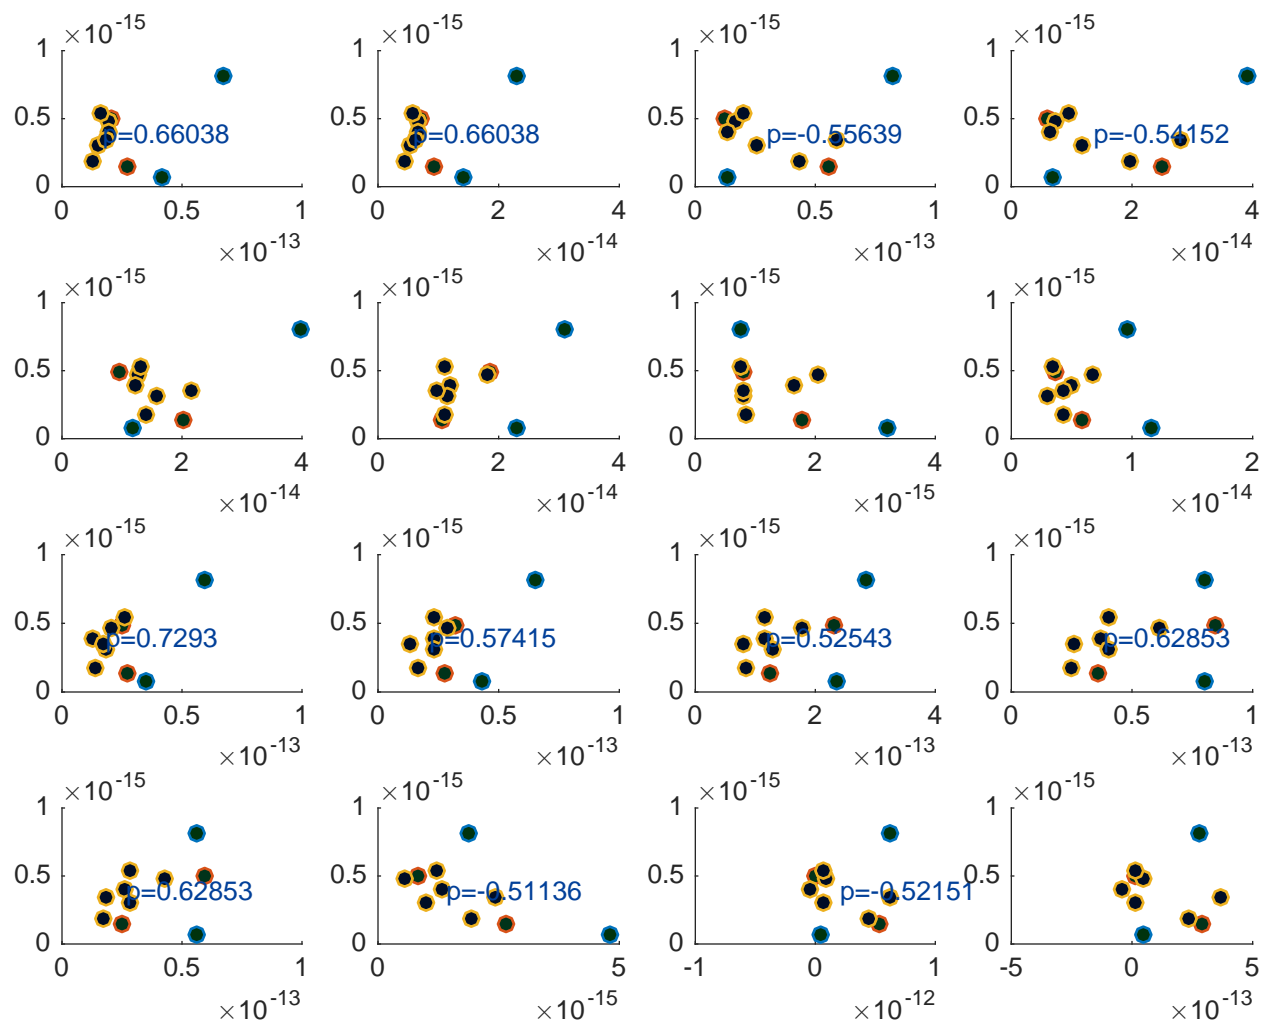 ×10-15 ×10-15 ×10-15 ×10-15
1 1 1 1
0.5 p=0.66038 0.5 p=0.66038 0.5 p=-0.55639 0.5 p=-0.54152
0 0 0 0
0 0.5 1 0 2 4 0 0.5 1 0 2 4
×10-13 ×10-14 ×10-13 ×10-14
×10-15 ×10-15 ×10-15 ×10-15
1 1 1 1
0.5 0.5 0.5 0.5
0 0 0 0
0 2 4 0 2 4 0 2 4 0 1 2
×10-14 ×10-14 ×10-15 ×10-14
×10-15 ×10-15 ×10-15 ×10-15
1 1 1 1
0.5 p=0.7293 0.5 p=0.57415 0.5 p=0.52543 0.5 p=0.62853
0 0 0 0
0 0.5 1 0 0.5 1 0 2 4 0 0.5 1
×10-13 ×10-13 ×10-13 ×10-13
×10-15 ×10-15 ×10-15 ×10-15
1 1 1 1
0.5 p=0.62853 0.5 p=-0.51136 0.5 p=-0.52151 0.5
0 0 0 0
0 0.5 1 0 5 -1 0 1 -5 0 5
×10-13 ×10-15 ×10-12 ×10-13